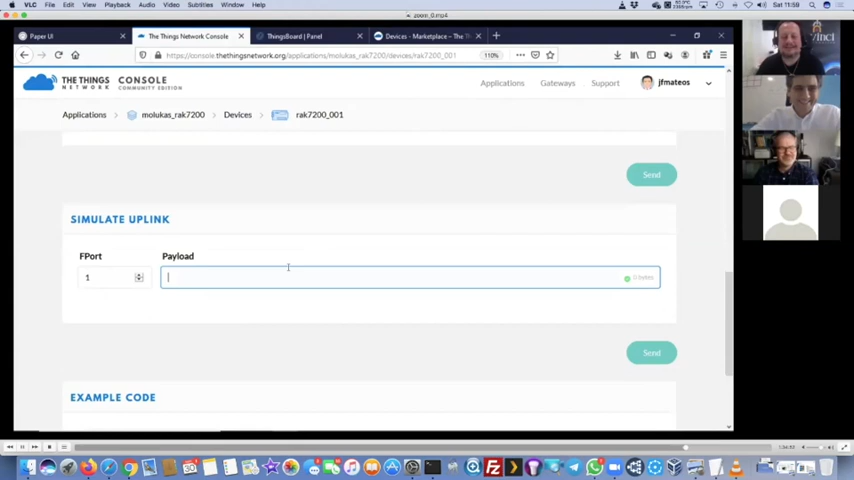 VLC File Edit View Playback Audio Video Subtitles Window Help
Sat 11:59
zoom_0.mp4
Paper UI
The Things Network Console
ThingsBoard | Panel
Devices - Marketplace – The Th
https://console.thethingsnetwork.org/applications/molukas_rak7200/devices/rak7200_001
110%
THE THINGS NETWORK
CONSOLE
COMMUNITY EDITION
Applications
Gateways
Support
jfmateos
Applications > molukas_rak7200 > Devices > rak7200_001
Send
SIMULATE UPLINK
FPort
Payload
1
0 bytes
Send
EXAMPLE CODE